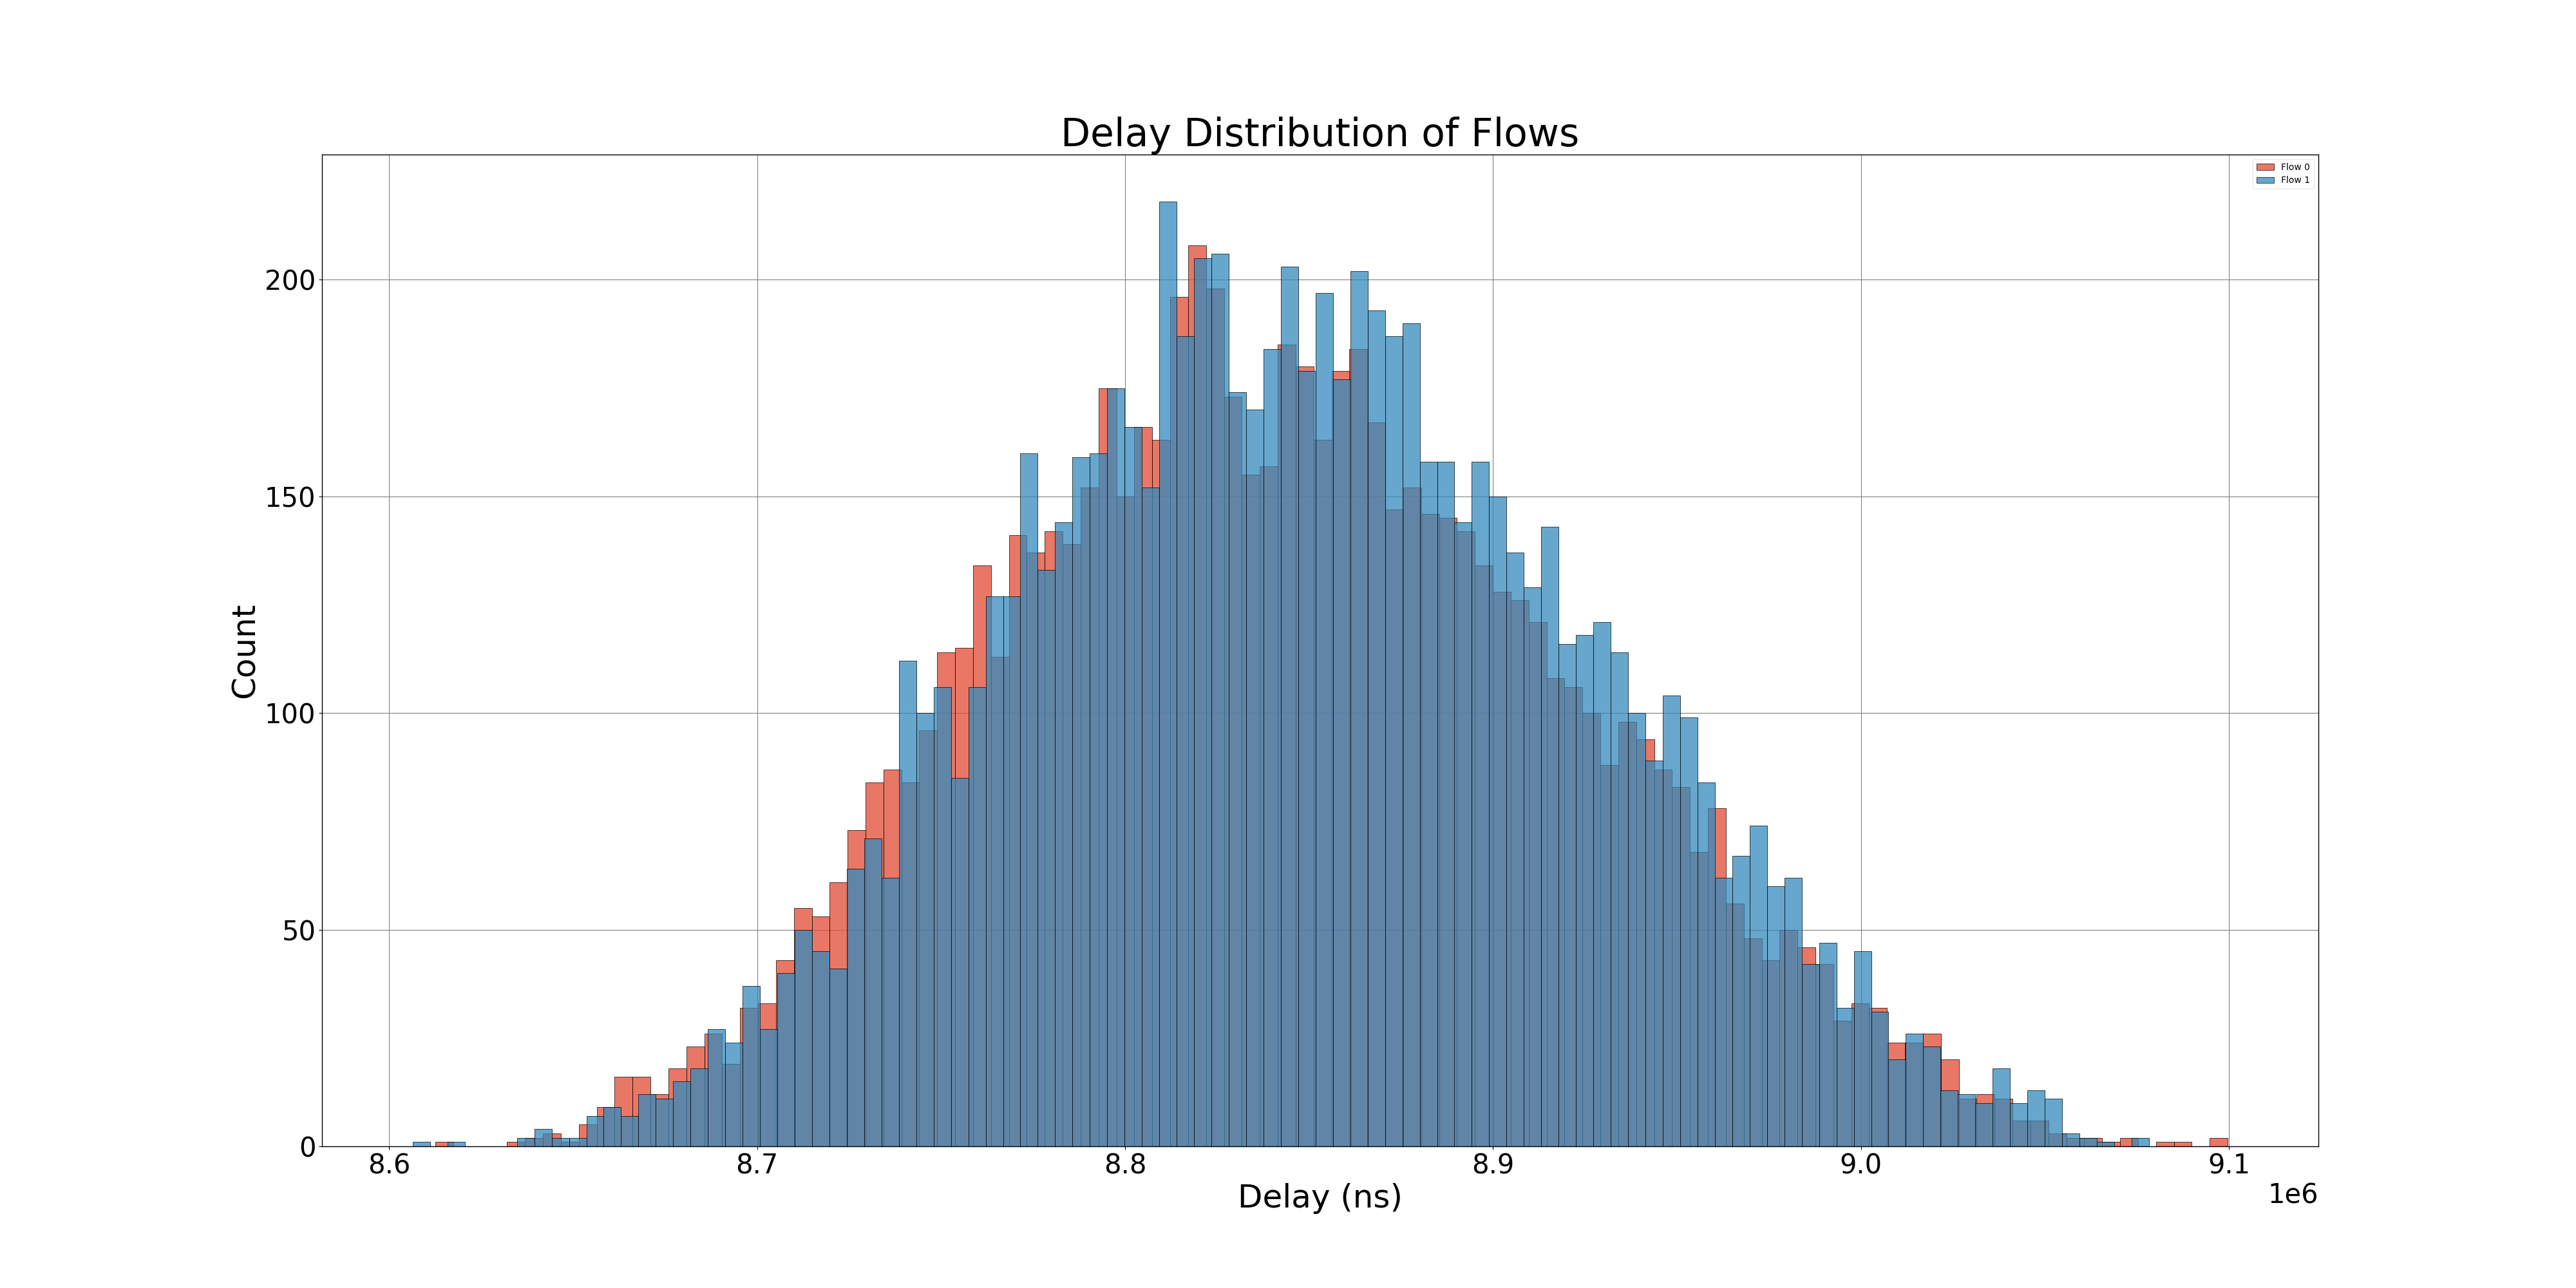 Delay Distribution of Flows
Flow 0
Flow 1
200
150
100
50
0
Count
8.6 8.7 8.8 8.9 9.0 9.1
Delay (ns)
1e6